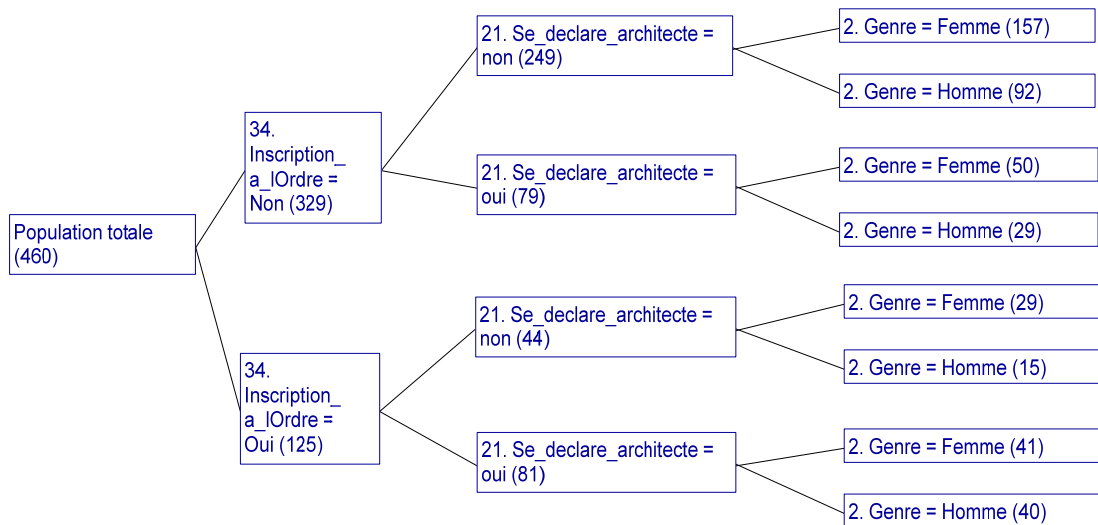 Population totale
(460)
34.
Inscription_
a_lOrdre =
Non (329)
21. Se_declare_architecte =
non (249)
2. Genre = Femme (157)
2. Genre = Homme (92)
21. Se_declare_architecte =
oui (79)
2. Genre = Femme (50)
2. Genre = Homme (29)
34.
Inscription_
a_lOrdre =
Oui (125)
21. Se_declare_architecte =
non (44)
2. Genre = Femme (29)
2. Genre = Homme (15)
21. Se_declare_architecte =
oui (81)
2. Genre = Femme (41)
2. Genre = Homme (40)